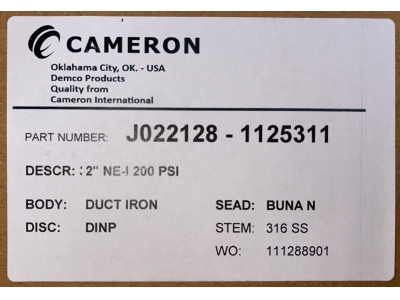 CAMERON
Oklahoma City, OK. - USA
Demco Products
Quality from
Cameron International
PART NUMBER: J022128 - 1125311
DESCR: 2" NE-I 200 PSI
BODY: DUCT IRON SEAD: BUNA N
DISC: DINP STEM: 316 SS
WO: 111288901